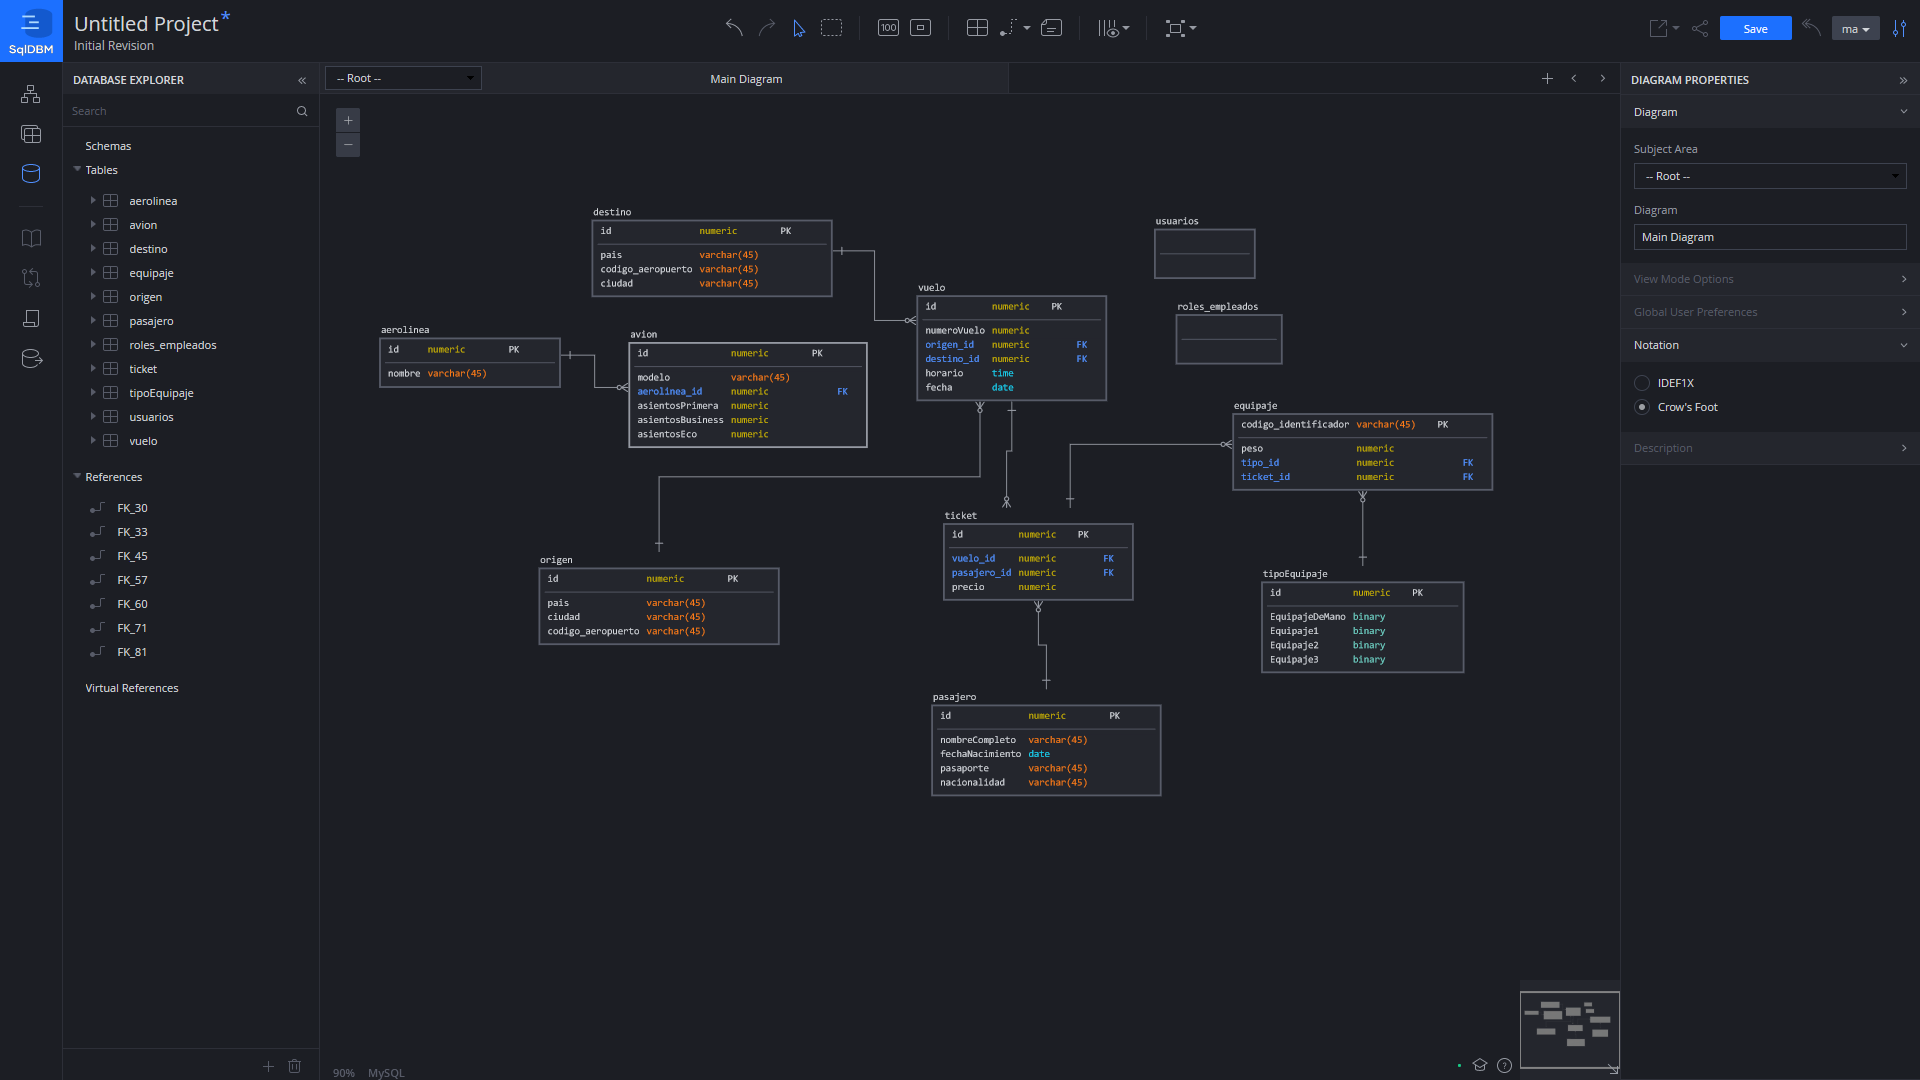 SqlDBM
Untitled Project*
Initial Revision
100
Save
ma
DATABASE EXPLORER
Search
Schemas
Tables
aerolinea
avion
destino
equipaje
origen
pasajero
roles_empleados
ticket
tipoEquipaje
usuarios
vuelo
References
FK_30
FK_33
FK_45
FK_57
FK_60
FK_71
FK_81
Virtual References
-- Root --
Main Diagram
+
−
destino
id numeric PK
pais varchar(45)
codigo_aeropuerto varchar(45)
ciudad varchar(45)
usuarios
vuelo
id numeric PK
numeroVuelo numeric
origen_id numeric FK
destino_id numeric FK
horario time
fecha date
roles_empleados
aerolinea
id numeric PK
nombre varchar(45)
avion
id numeric PK
modelo varchar(45)
aerolinea_id numeric FK
asientosPrimera numeric
asientosBusiness numeric
asientosEco numeric
equipaje
codigo_identificador varchar(45) PK
peso numeric
tipo_id numeric FK
ticket_id numeric FK
ticket
id numeric PK
vuelo_id numeric FK
pasajero_id numeric FK
precio numeric
origen
id numeric PK
pais varchar(45)
ciudad varchar(45)
codigo_aeropuerto varchar(45)
tipoEquipaje
id numeric PK
EquipajeDeMano binary
Equipaje1 binary
Equipaje2 binary
Equipaje3 binary
pasajero
id numeric PK
nombreCompleto varchar(45)
fechaNacimiento date
pasaporte varchar(45)
nacionalidad varchar(45)
90% MySQL
DIAGRAM PROPERTIES
Diagram
Subject Area
-- Root --
Diagram
Main Diagram
View Mode Options
Global User Preferences
Notation
IDEF1X
Crow's Foot
Description